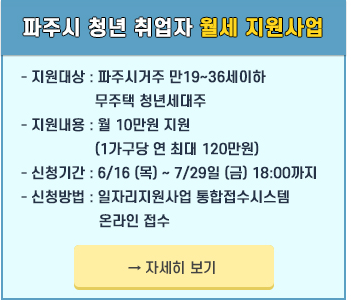 파주시 청년 취업자 월세 지원사업
- 지원대상 : 파주시거주 만19~36세이하
무주택 청년세대주
- 지원내용 : 월 10만원 지원
(1가구당 연 최대 120만원)
- 신청기간 : 6/16 (목) ~ 7/29일 (금) 18:00까지
- 신청방법 : 일자리지원사업 통합접수시스템
온라인 접수
→ 자세히 보기